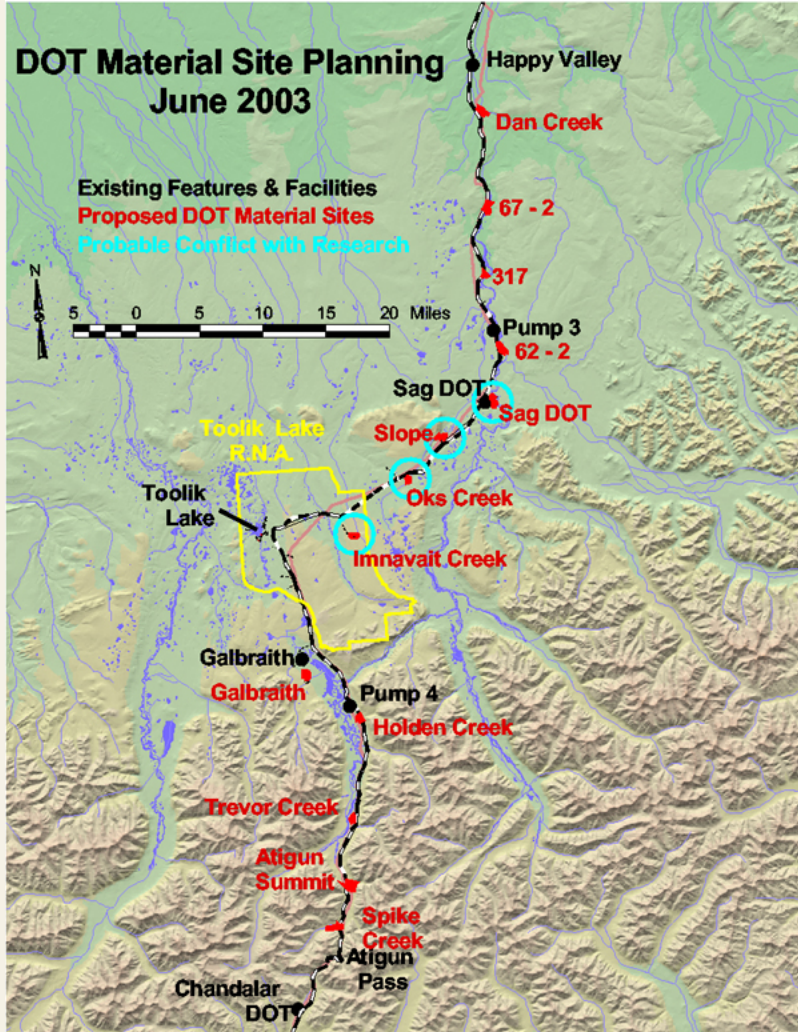 DOT Material Site Planning
June 2003
Happy Valley
Dan Creek
Existing Features & Facilities
Proposed DOT Material Sites
Probable Conflict with Research
67 - 2
N
317
5 0 5 10 15 20 Miles
Pump 3
62 - 2
Sag DOT
Sag DOT
Slope
Toolik Lake
R.N.A.
Oks Creek
Toolik
Lake
Imnavait Creek
Galbraith
Galbraith
Pump 4
Holden Creek
Trevor Creek
Atigun
Summit
Spike
Creek
Atigun
Pass
Chandalar
DOT